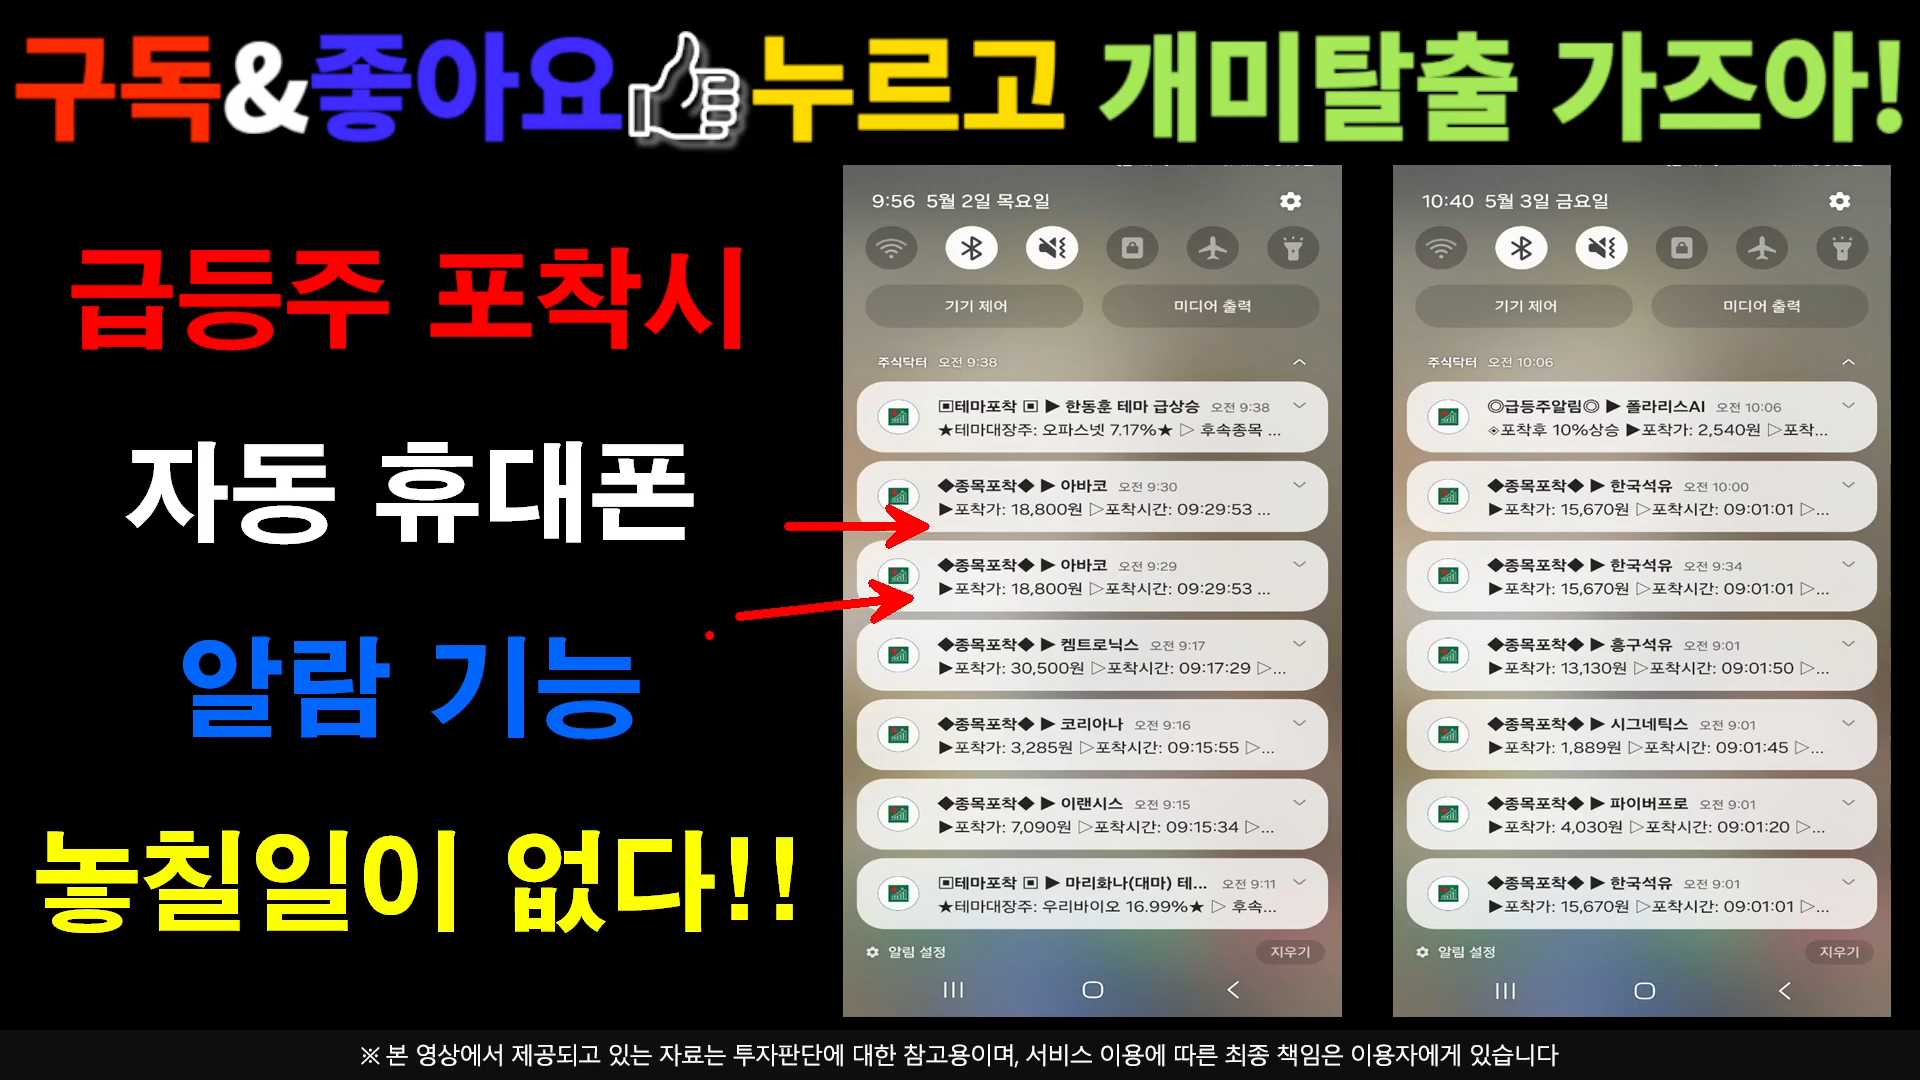 구독&좋아요👍누르고 개미탈출 가즈아!
급등주 포착시
자동 휴대폰
알람 기능
놓칠일이 없다!!
9:56 5월 2일 목요일
기기 제어 미디어 출력
주식닥터 오전 9:38
▣테마포착 ▣ ▶ 한동훈 테마 급상승 오전 9:38
★테마대장주: 오파스넷 7.17%★ ▷ 후속종목 ...
◆종목포착◆ ▶ 아바코 오전 9:30
▶포착가: 18,800원 ▷포착시간: 09:29:53 ...
◆종목포착◆ ▶ 아바코 오전 9:29
▶포착가: 18,800원 ▷포착시간: 09:29:53 ...
◆종목포착◆ ▶ 켐트로닉스 오전 9:17
▶포착가: 30,500원 ▷포착시간: 09:17:29 ▷...
◆종목포착◆ ▶ 코리아나 오전 9:16
▶포착가: 3,285원 ▷포착시간: 09:15:55 ▷...
◆종목포착◆ ▶ 이랜시스 오전 9:15
▶포착가: 7,090원 ▷포착시간: 09:15:34 ▷...
▣테마포착 ▣ ▶ 마리화나(대마) 테... 오전 9:11
★테마대장주: 우리바이오 16.99%★ ▷ 후속...
알림 설정 지우기
10:40 5월 3일 금요일
기기 제어 미디어 출력
주식닥터 오전 10:06
◎급등주알림◎ ▶ 폴라리스AI 오전 10:06
◈포착후 10%상승 ▶포착가: 2,540원 ▷포착...
◆종목포착◆ ▶ 한국석유 오전 10:00
▶포착가: 15,670원 ▷포착시간: 09:01:01 ▷...
◆종목포착◆ ▶ 한국석유 오전 9:34
▶포착가: 15,670원 ▷포착시간: 09:01:01 ▷...
◆종목포착◆ ▶ 흥구석유 오전 9:01
▶포착가: 13,130원 ▷포착시간: 09:01:50 ▷...
◆종목포착◆ ▶ 시그네틱스 오전 9:01
▶포착가: 1,889원 ▷포착시간: 09:01:45 ▷...
◆종목포착◆ ▶ 파이버프로 오전 9:01
▶포착가: 4,030원 ▷포착시간: 09:01:20 ▷...
◆종목포착◆ ▶ 한국석유 오전 9:01
▶포착가: 15,670원 ▷포착시간: 09:01:01 ▷...
알림 설정 지우기
※ 본 영상에서 제공되고 있는 자료는 투자판단에 대한 참고용이며, 서비스 이용에 따른 최종 책임은 이용자에게 있습니다